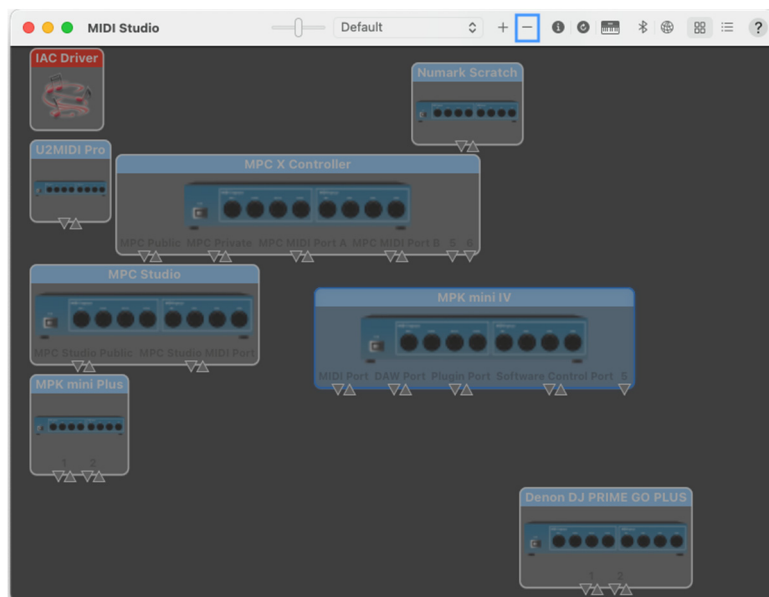 MIDI Studio
Default
?
IAC Driver
Numark Scratch
U2MIDI Pro
MPC X Controller
MPC Public MPC Private MPC MIDI Port A MPC MIDI Port B 5 6
MPC Studio
MPC Studio Public MPC Studio MIDI Port
MPK mini IV
MIDI Port DAW Port Plugin Port Software Control Port 5
MPK mini Plus
1 2
Denon DJ PRIME GO PLUS
1 2